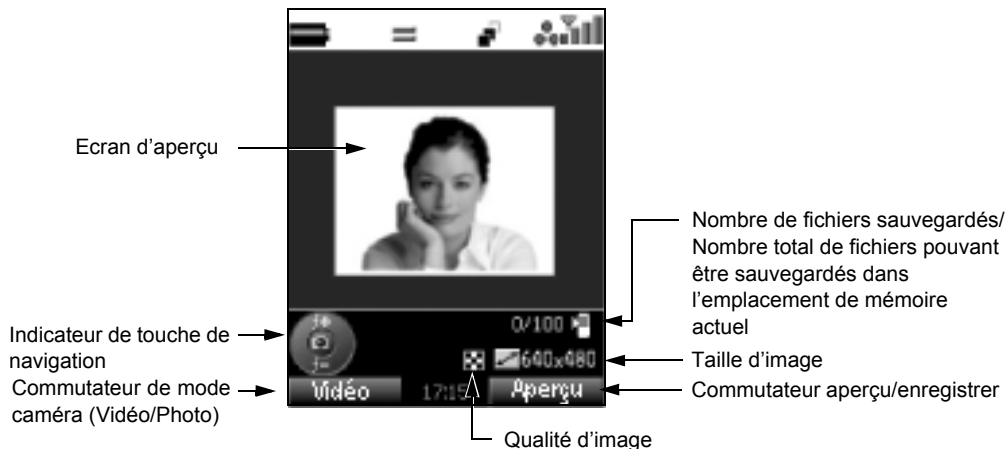 Ecran d'aperçu
Nombre de fichiers sauvegardés/
Nombre total de fichiers pouvant
être sauvegardés dans
l'emplacement de mémoire
actuel
0/100
Indicateur de touche de
navigation
640x480
Taille d'image
Commutateur de mode
caméra (Vidéo/Photo)
Vidéo
17:15
Aperçu
Commutateur aperçu/enregistrer
Qualité d'image